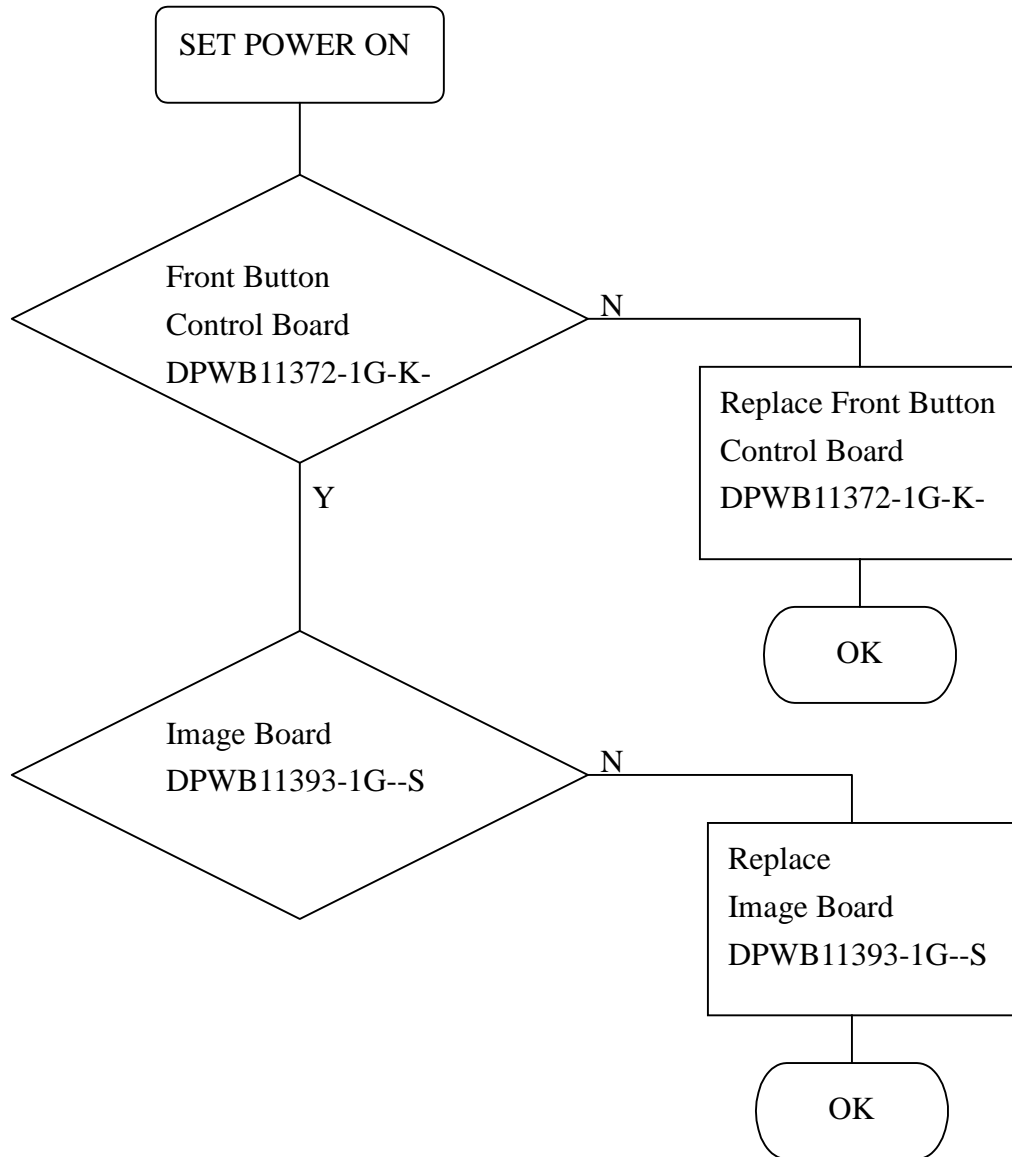 SET POWER ON
Front Button
Control Board
DPWB11372-1G-K-
N
Replace Front Button
Control Board
DPWB11372-1G-K-
Y
OK
Image Board
DPWB11393-1G--S
N
Replace
Image Board
DPWB11393-1G--S
OK